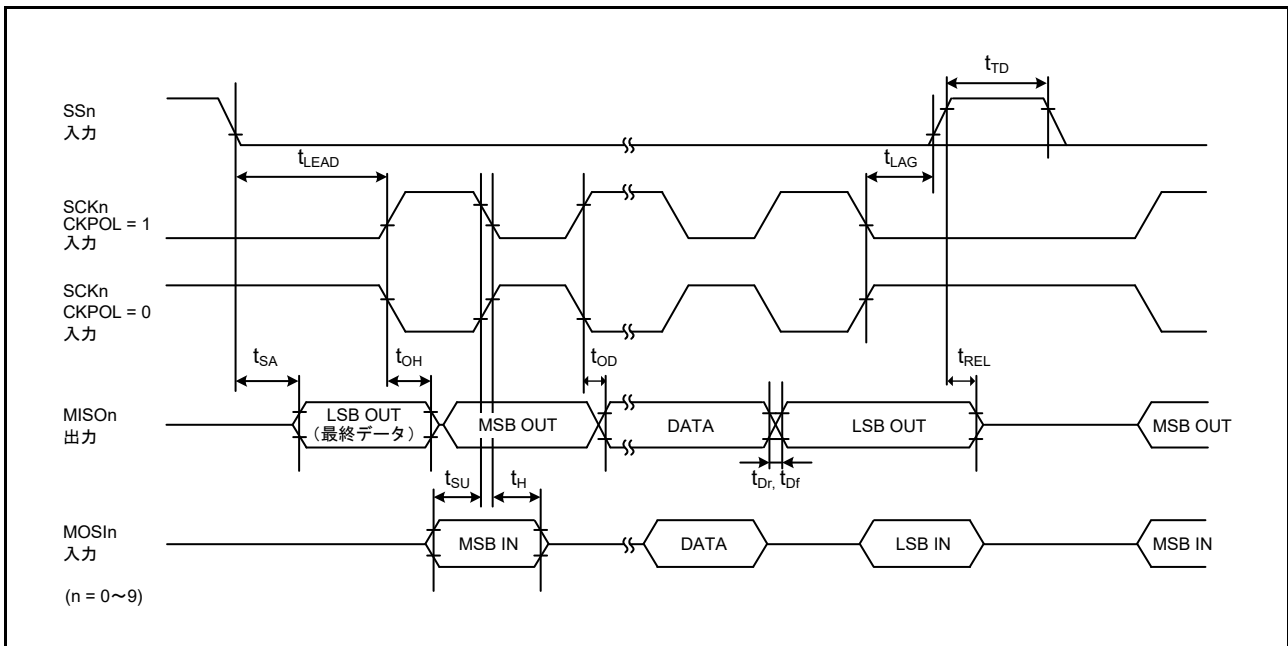 tTD
SSn
入力
tLEAD
tLAG
SCKn
CKPOL = 1
入力
SCKn
CKPOL = 0
入力
tSA
tOH
tOD
tREL
MISOn
出力
LSB OUT
（最終データ）
MSB OUT
DATA
LSB OUT
MSB OUT
tSU
tH
tDr, tDf
MOSIn
入力
MSB IN
DATA
LSB IN
MSB IN
(n = 0～9)